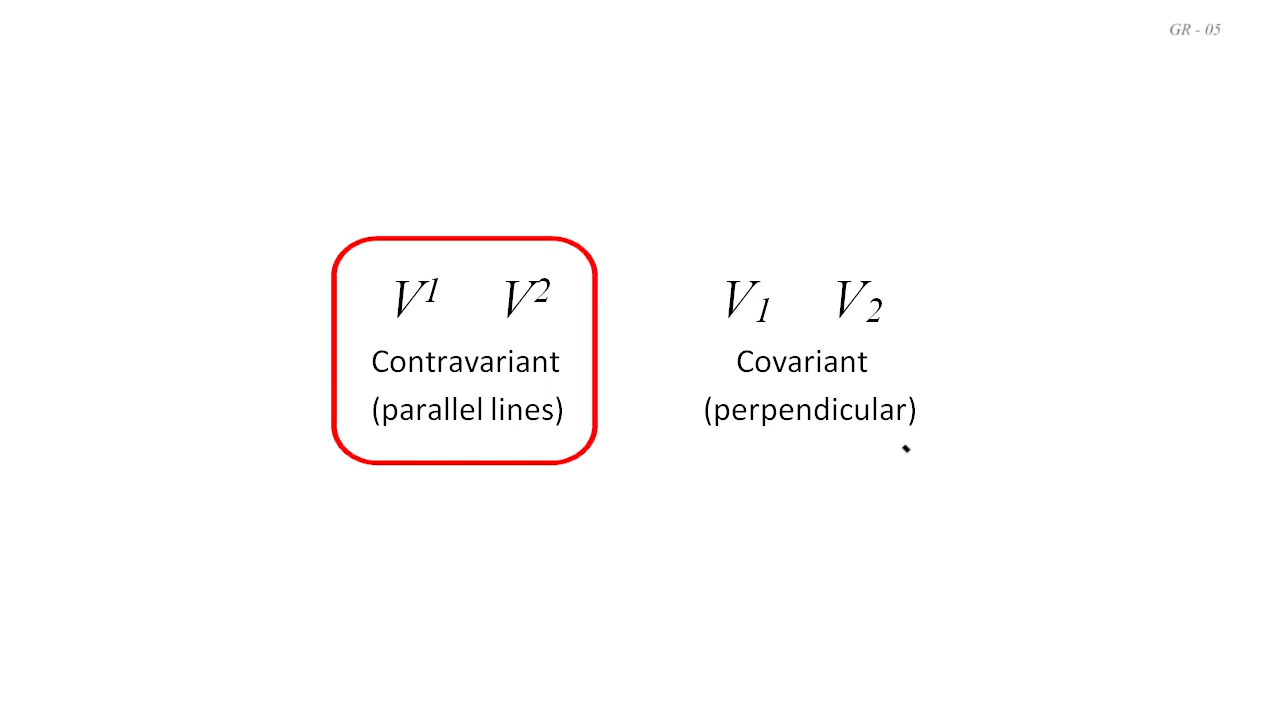 GR - 05
V¹ V² V₁ V₂
Contravariant Covariant
(parallel lines) (perpendicular)